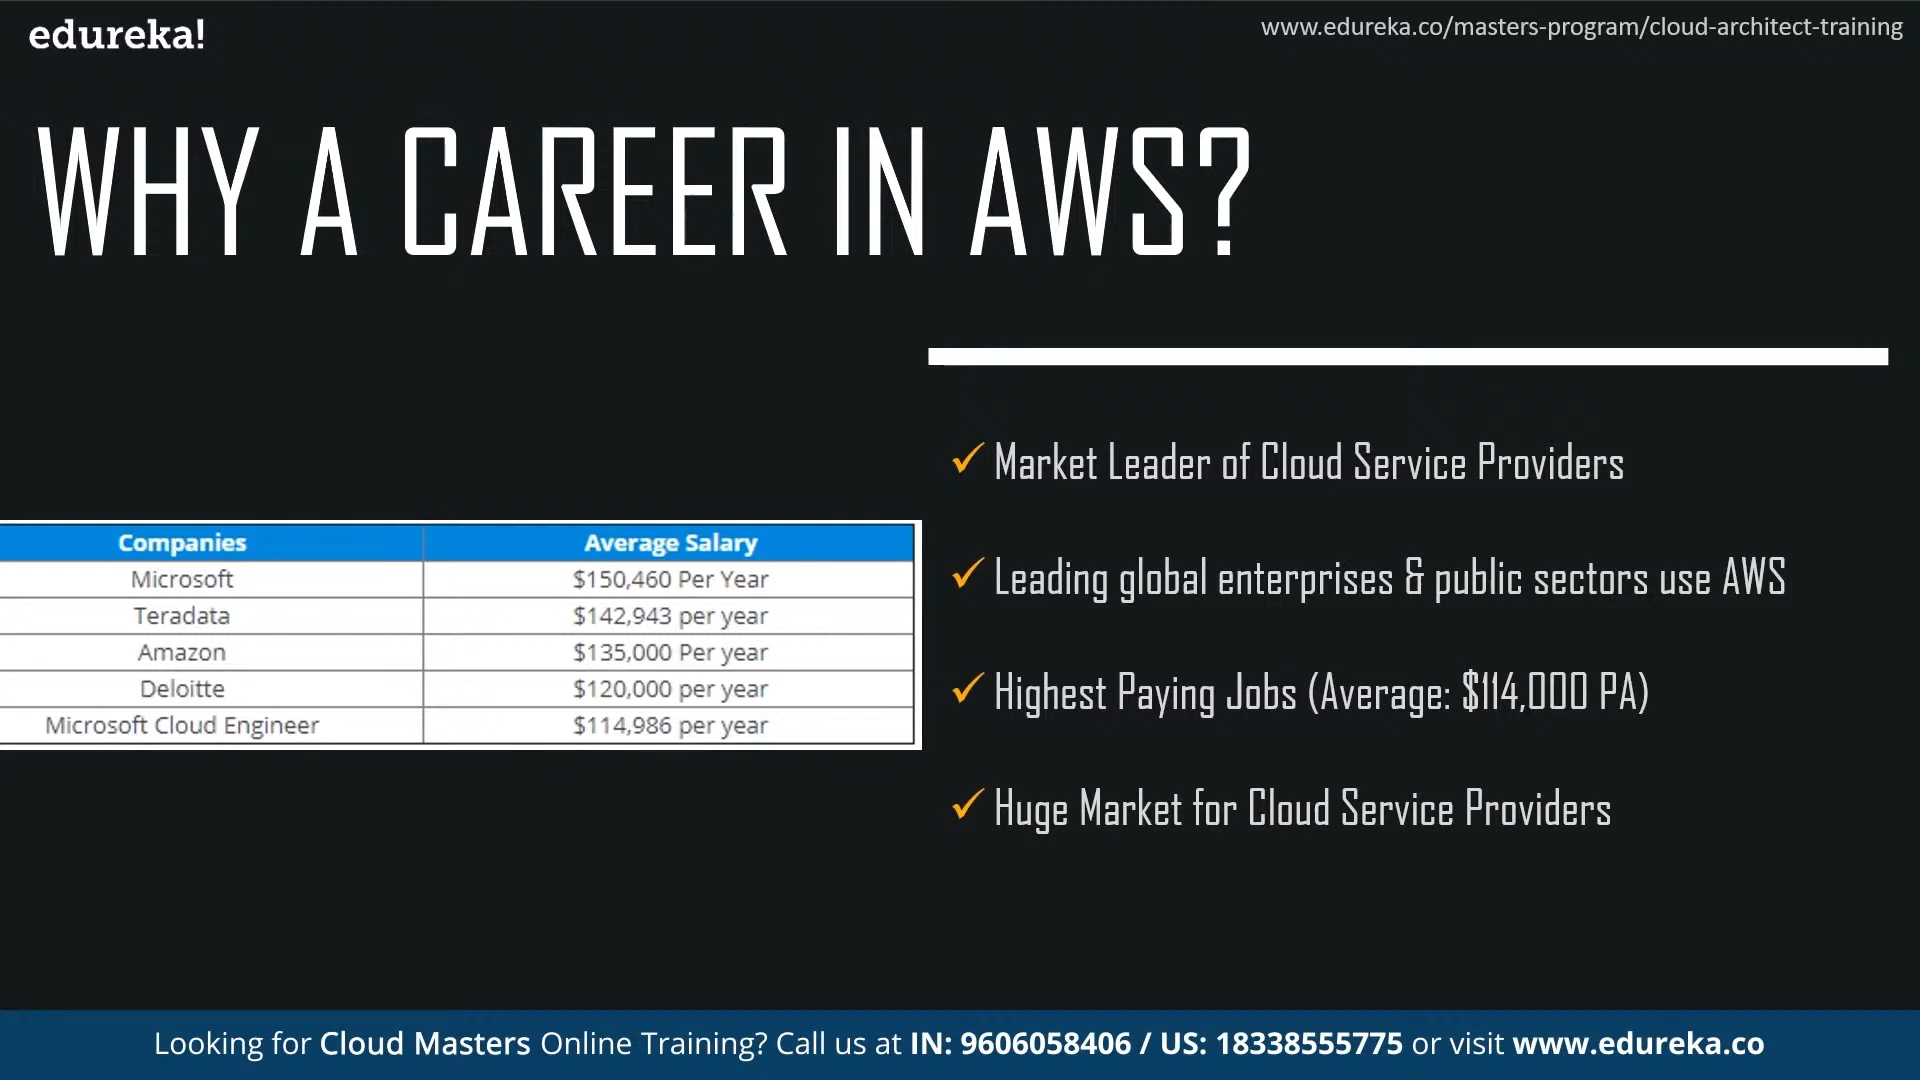 edureka!
www.edureka.co/masters-program/cloud-architect-training
WHY A CAREER IN AWS?
Companies Average Salary
Microsoft $150,460 Per Year
Teradata $142,943 per year
Amazon $135,000 Per year
Deloitte $120,000 per year
Microsoft Cloud Engineer $114,986 per year
✓ Market Leader of Cloud Service Providers
✓ Leading global enterprises & public sectors use AWS
✓ Highest Paying Jobs (Average: $114,000 PA)
✓ Huge Market for Cloud Service Providers
Looking for Cloud Masters Online Training? Call us at IN: 9606058406 / US: 18338555775 or visit www.edureka.co